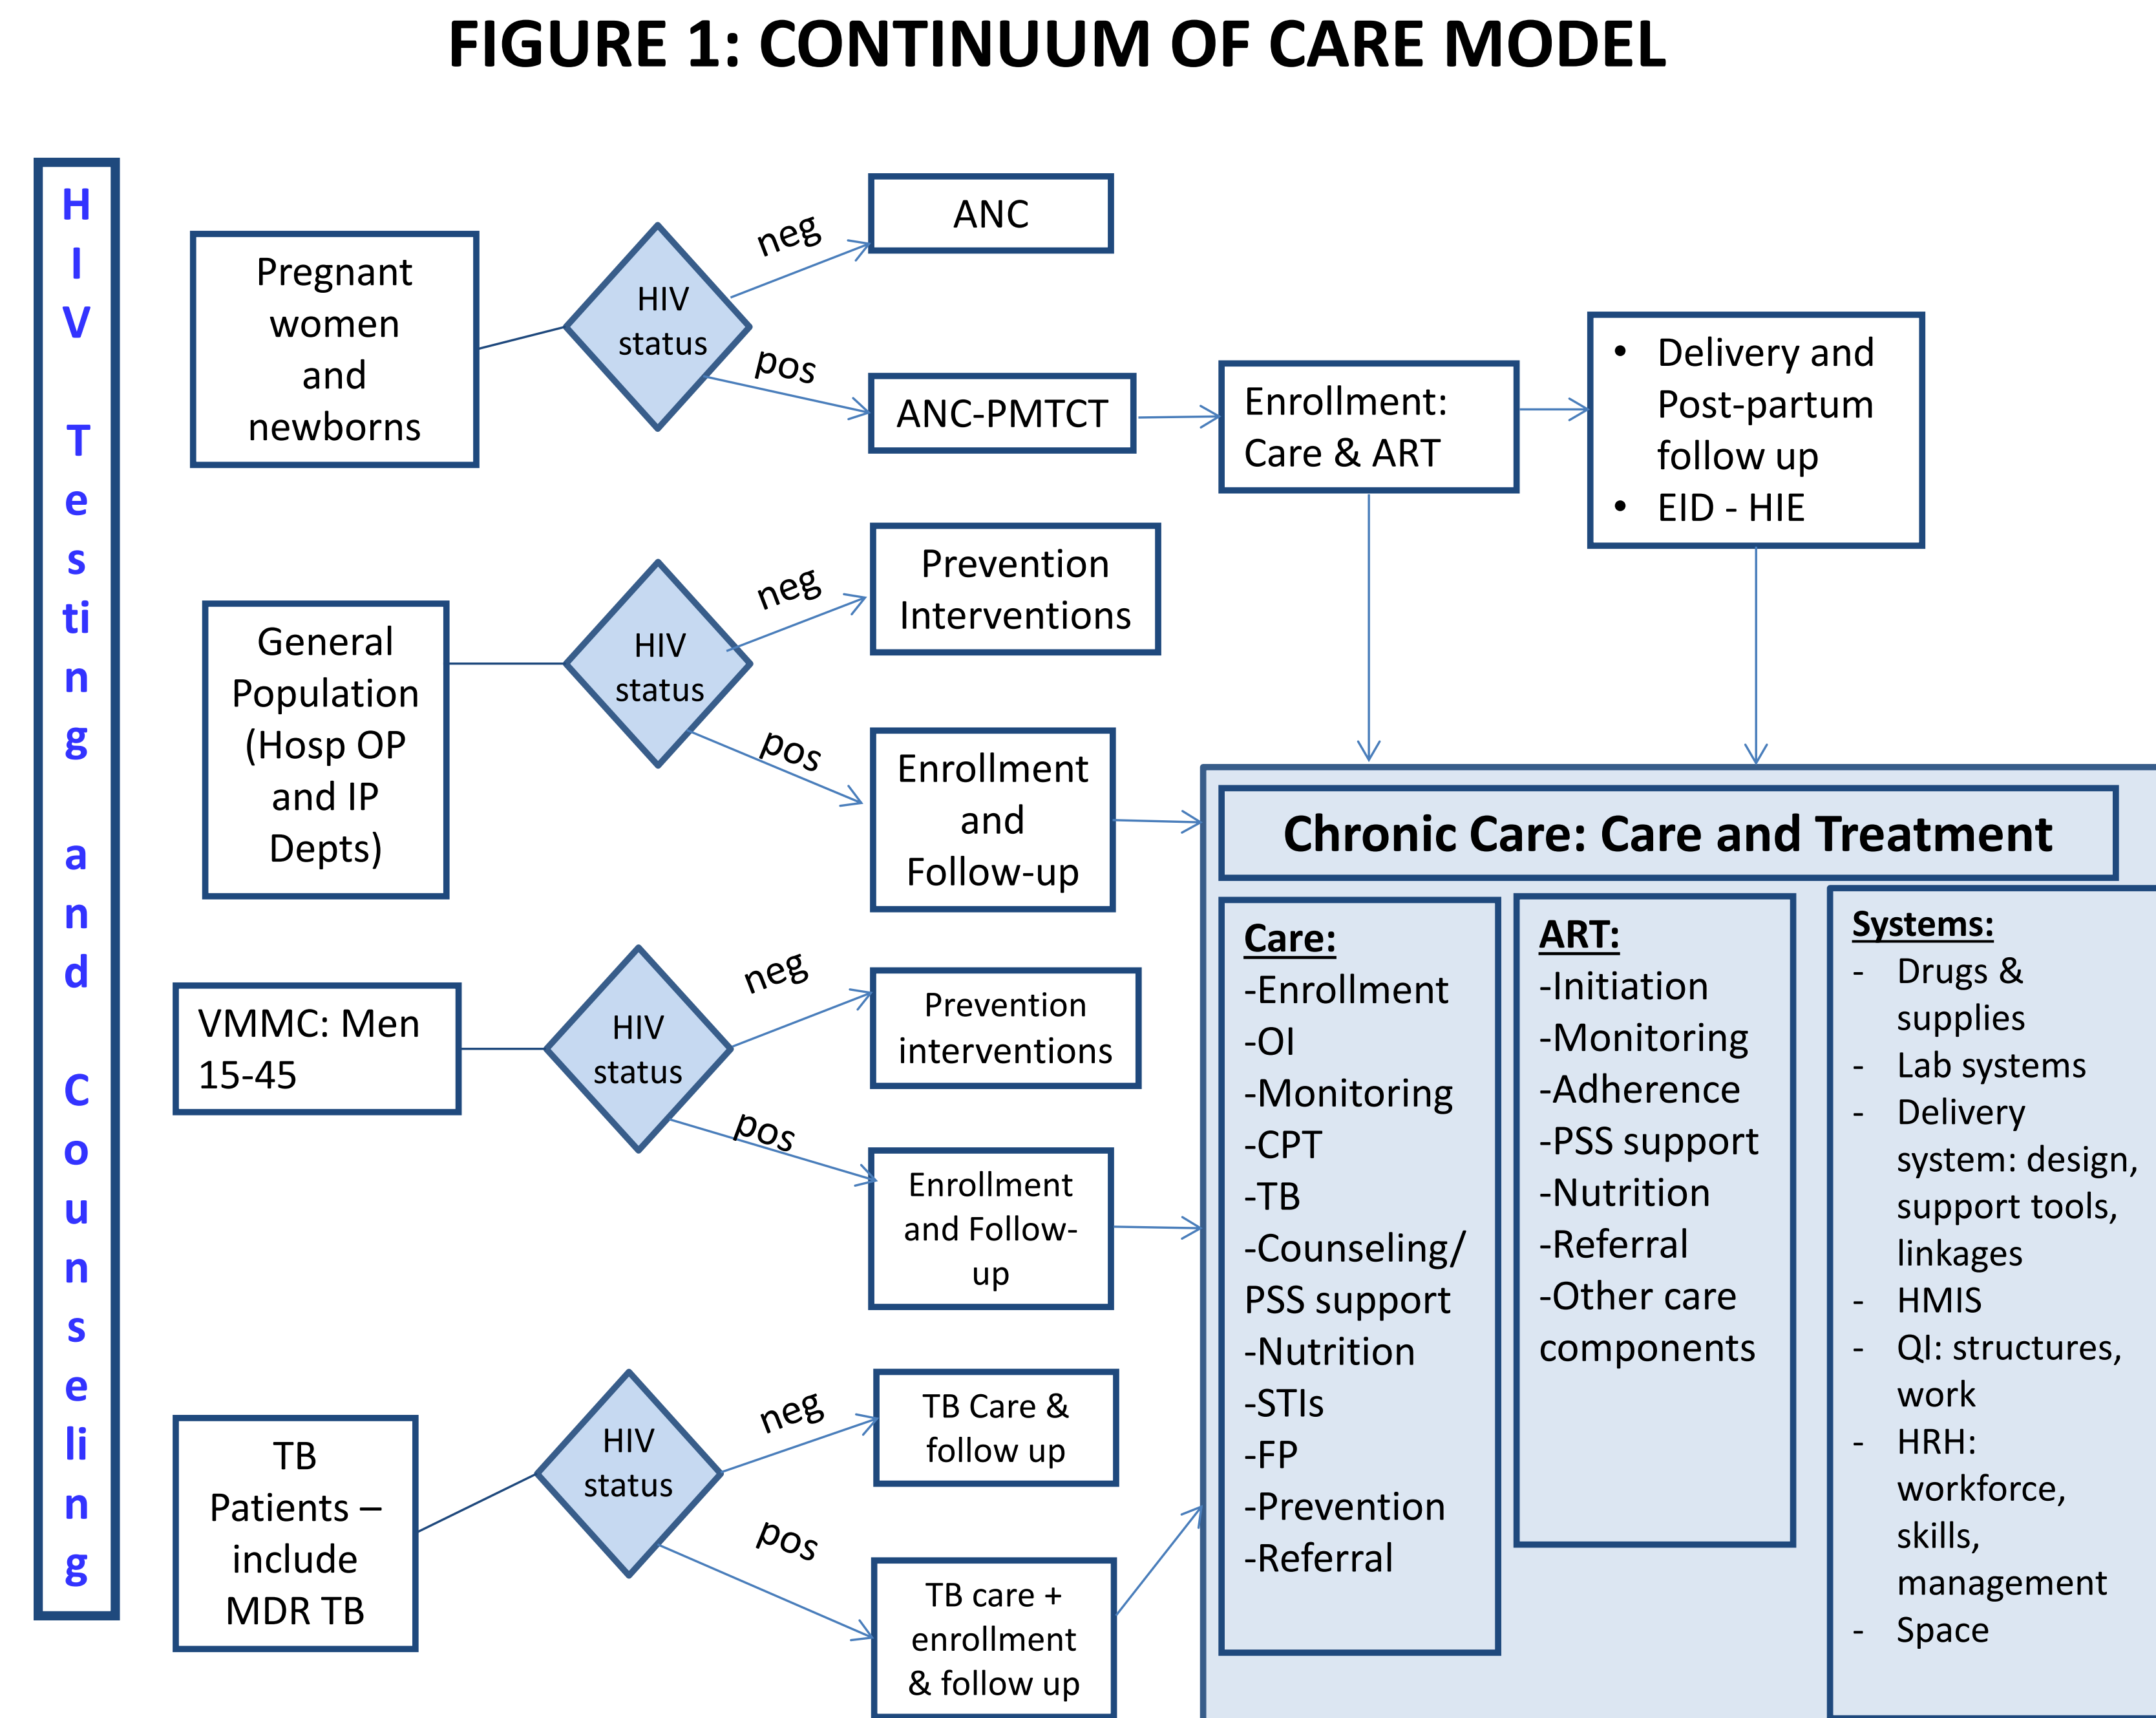 FIGURE 1: CONTINUUM OF CARE MODEL
HIV Testing and Counseling
Pregnant
women
and
newborns
HIV
status
neg
ANC
pos
ANC-PMTCT
Enrollment:
Care & ART
• Delivery and
Post-partum
follow up
• EID - HIE
General
Population
(Hosp OP
and IP
Depts)
HIV
status
neg
Prevention
Interventions
pos
Enrollment
and
Follow-up
VMMC: Men
15-45
HIV
status
neg
Prevention
interventions
pos
Enrollment
and Follow-
up
TB
Patients –
include
MDR TB
HIV
status
neg
TB Care &
follow up
pos
TB care +
enrollment
& follow up
Chronic Care: Care and Treatment
Care:
-Enrollment
-OI
-Monitoring
-CPT
-TB
-Counseling/
PSS support
-Nutrition
-STIs
-FP
-Prevention
-Referral
ART:
-Initiation
-Monitoring
-Adherence
-PSS support
-Nutrition
-Referral
-Other care
components
Systems:
- Drugs &
supplies
- Lab systems
- Delivery
system: design,
support tools,
linkages
- HMIS
- QI: structures,
work
- HRH:
workforce,
skills,
management
- Space